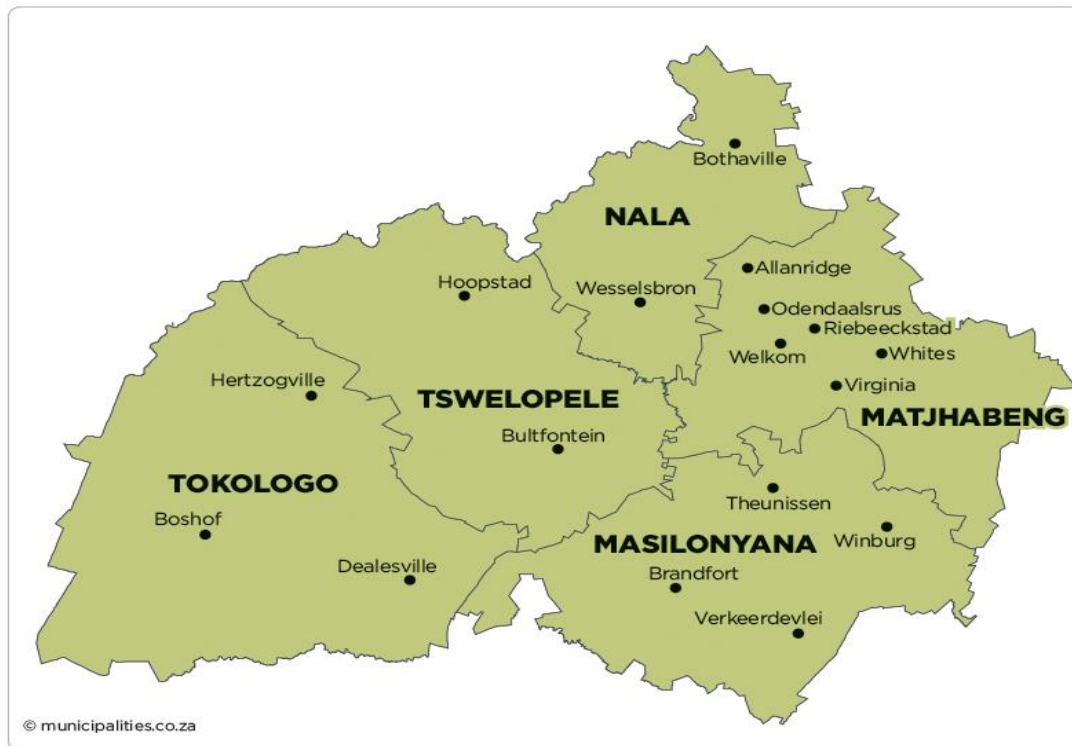 Bothaville
NALA
Allanridge
Hoopstad
Wesselsbron
Odendaalsrus
Riebeeckstad
Welkom
Whites
Hertzogville
Virginia
TSWELOPELE
MATJHABENG
Bultfontein
TOKOLOGO
Theunissen
Boshof
MASILONYANA
Winburg
Dealesville
Brandfort
Verkeerdevlei
© municipalities.co.za